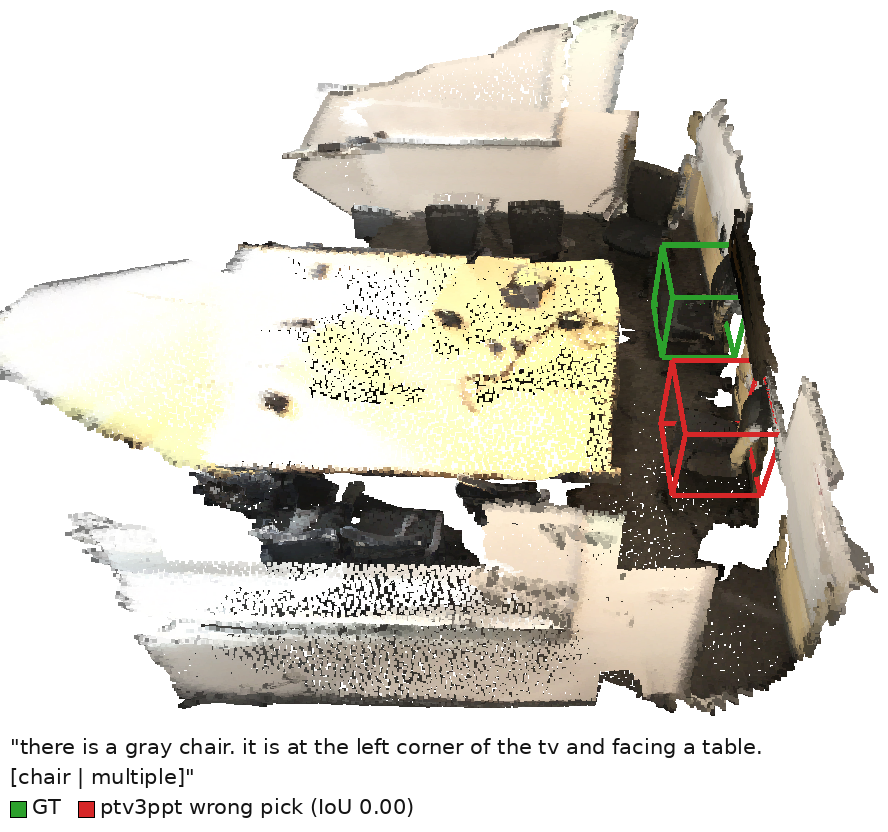 "there is a gray chair. it is at the left corner of the tv and facing a table.
[chair | multiple]"
GT ptv3ppt wrong pick (IoU 0.00)